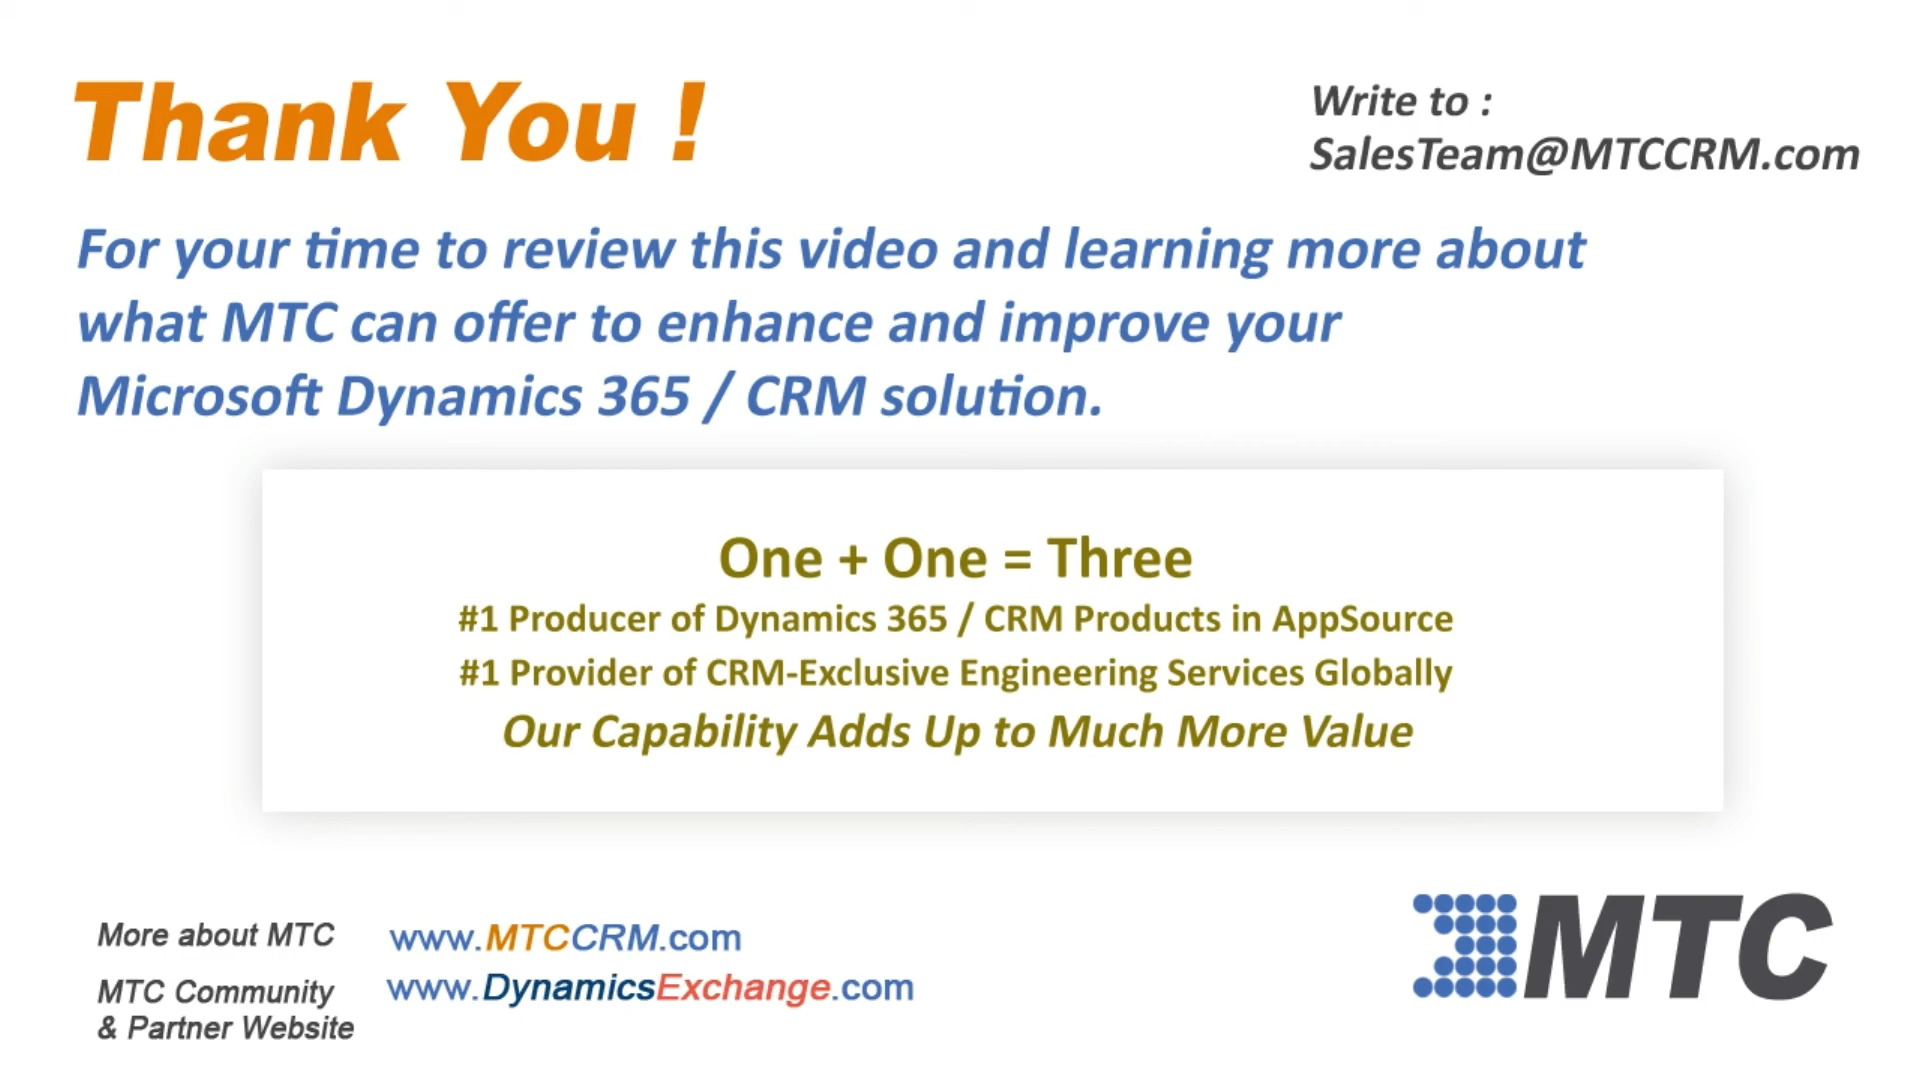 Thank You !
Write to :
SalesTeam@MTCCRM.com
For your time to review this video and learning more about
what MTC can offer to enhance and improve your
Microsoft Dynamics 365 / CRM solution.
One + One = Three
#1 Producer of Dynamics 365 / CRM Products in AppSource
#1 Provider of CRM-Exclusive Engineering Services Globally
Our Capability Adds Up to Much More Value
More about MTC www.MTCCRM.com
MTC Community www.DynamicsExchange.com
& Partner Website
MTC